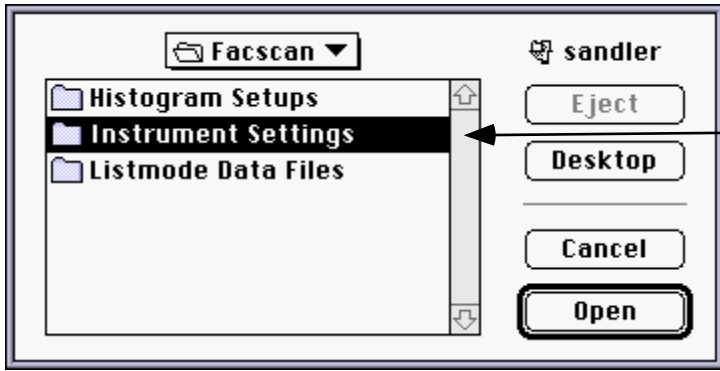 Facscan
sandler
Histogram Setups
Instrument Settings
Listmode Data Files
Eject
Desktop
Cancel
Open